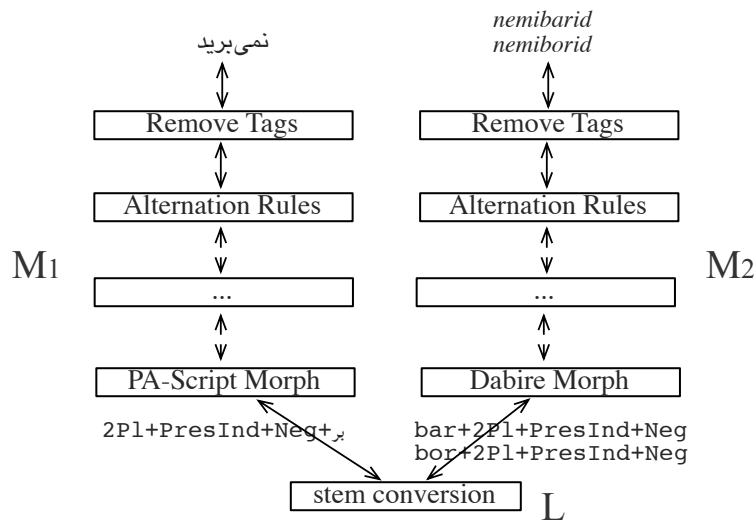 nemibarid
نمی‌برید nemiborid
Remove Tags Remove Tags
Alternation Rules Alternation Rules
M1 M2
... ...
PA-Script Morph Dabire Morph
2Pl+PresInd+Neg+بر bar+2Pl+PresInd+Neg
bor+2Pl+PresInd+Neg
stem conversion L